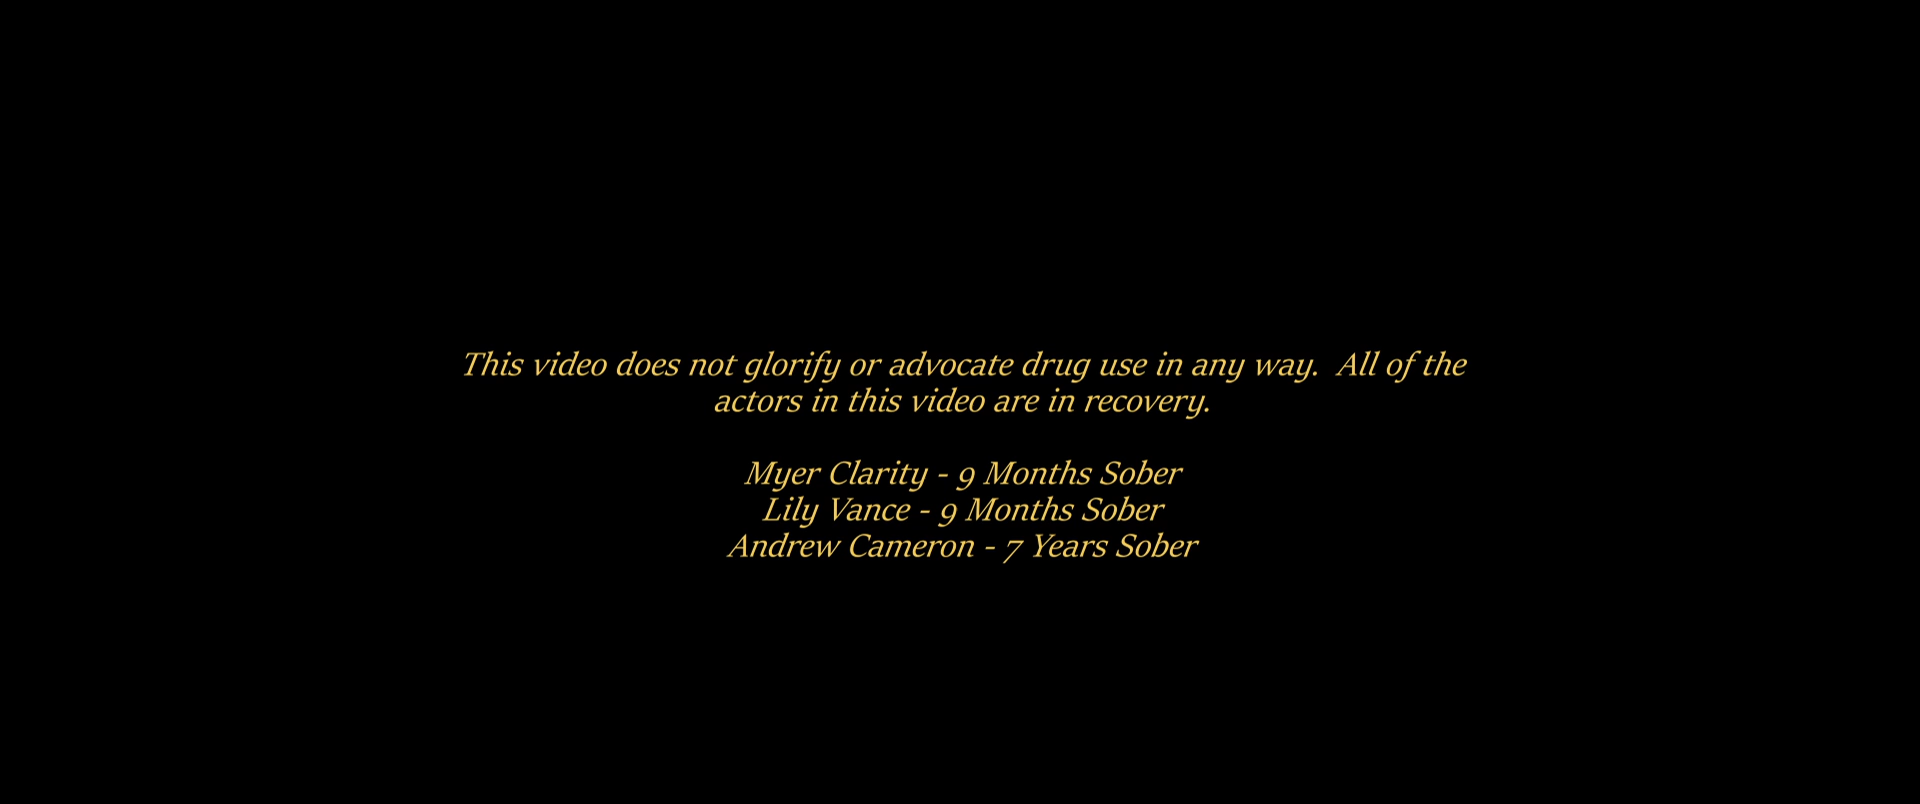 This video does not glorify or advocate drug use in any way.  All of the
actors in this video are in recovery.
Myer Clarity - 9 Months Sober
Lily Vance - 9 Months Sober
Andrew Cameron - 7 Years Sober